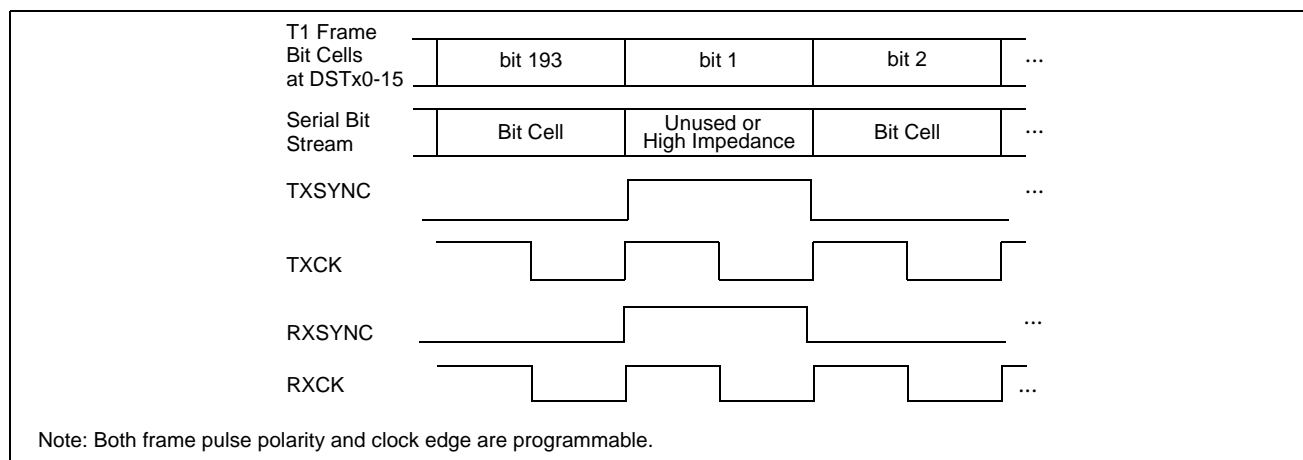 T1 Frame
Bit Cells
at DSTx0-15
bit 193
bit 1
bit 2
...
Serial Bit
Stream
Bit Cell
Unused or
High Impedance
Bit Cell
...
TXSYNC
...
TXCK
RXSYNC
...
RXCK
...
Note: Both frame pulse polarity and clock edge are programmable.